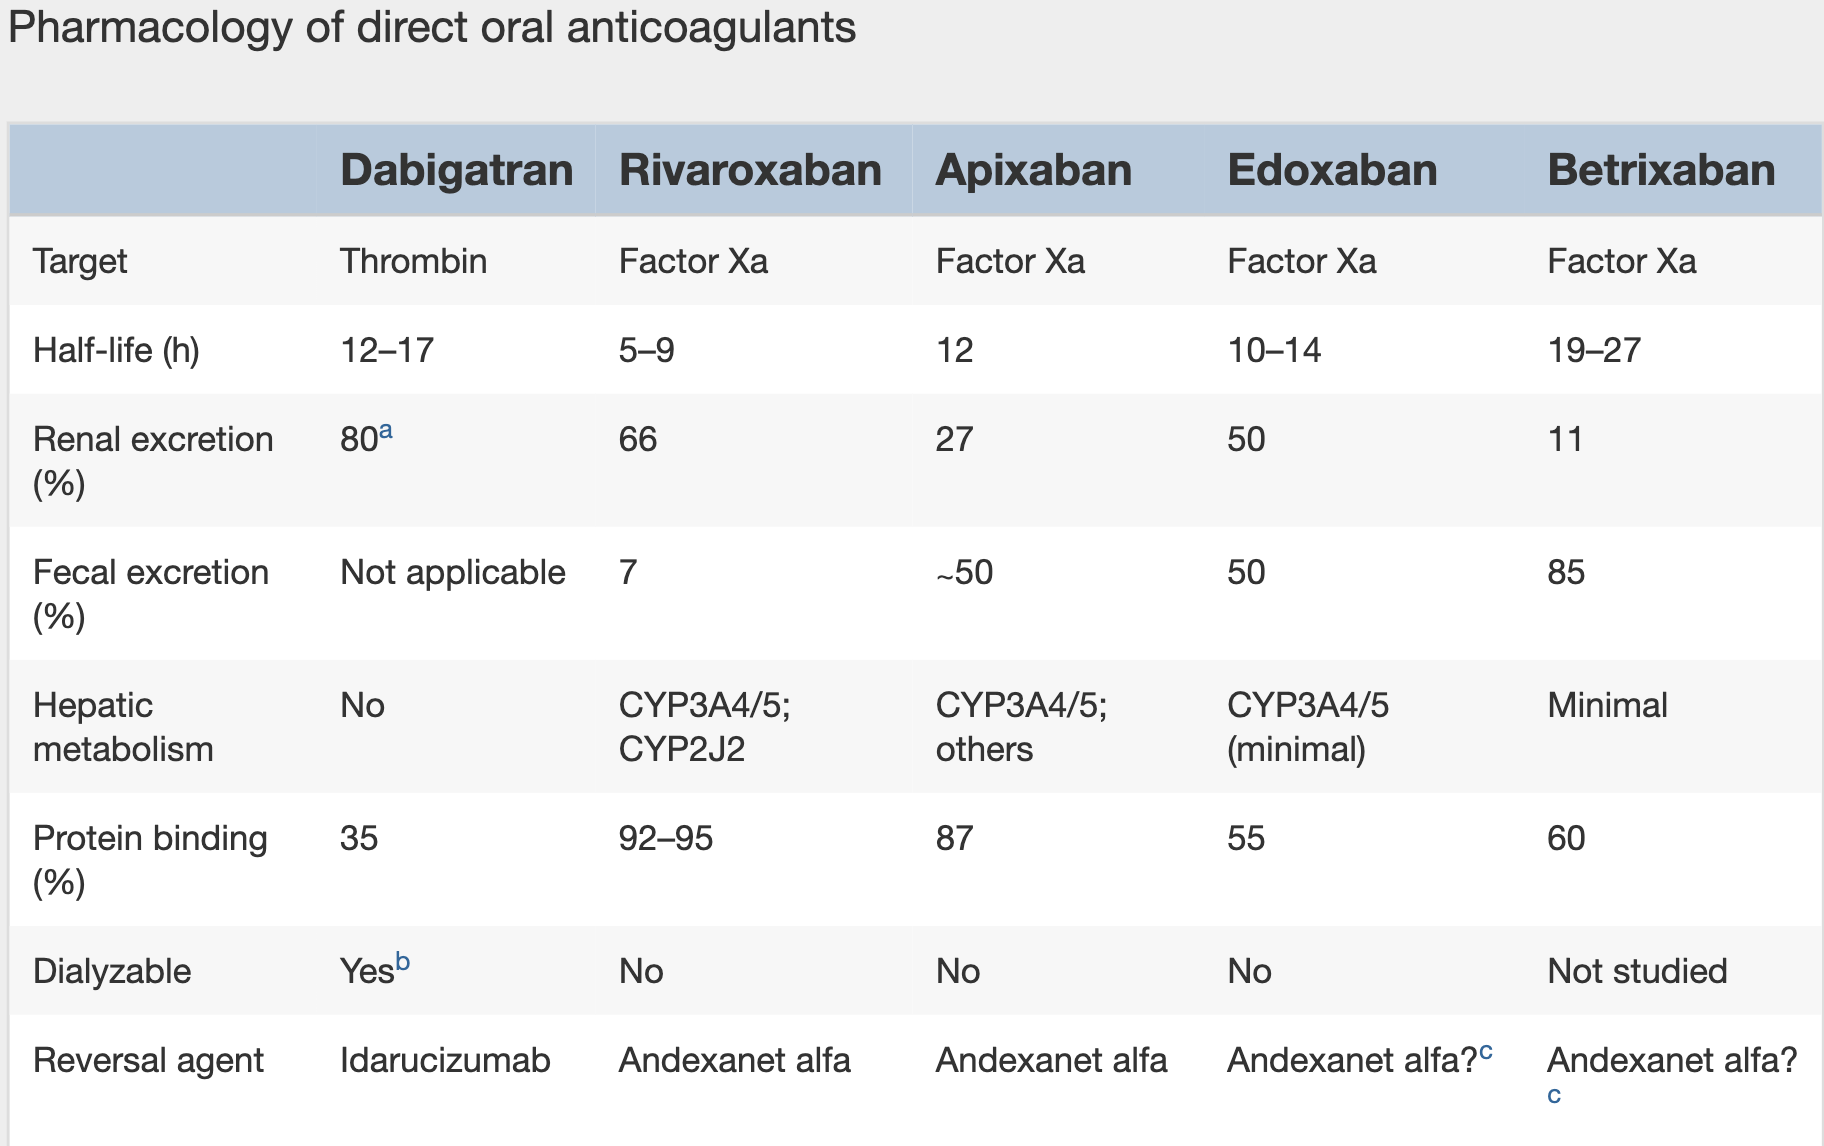 Pharmacology of direct oral anticoagulants
Dabigatran Rivaroxaban Apixaban Edoxaban Betrixaban
Target Thrombin Factor Xa Factor Xa Factor Xa Factor Xa
Half-life (h) 12–17 5–9 12 10–14 19–27
Renal excretion 80a 66 27 50 11
(%)
Fecal excretion Not applicable 7 ~50 50 85
(%)
Hepatic No CYP3A4/5; CYP3A4/5; CYP3A4/5 Minimal
metabolism CYP2J2 others (minimal)
Protein binding 35 92–95 87 55 60
(%)
Dialyzable Yesb No No No Not studied
Reversal agent Idarucizumab Andexanet alfa Andexanet alfa Andexanet alfa?c Andexanet alfa?
c